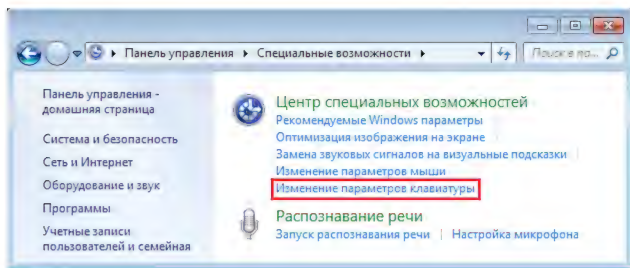 Панель управления ▸ Специальные возможности ▸
Поиск в па...
Панель управления -
домашняя страница
Система и безопасность
Сеть и Интернет
Оборудование и звук
Программы
Учетные записи
пользователей и семейная
Центр специальных возможностей
Рекомендуемые Windows параметры
Оптимизация изображения на экране
Замена звуковых сигналов на визуальные подсказки
Изменение параметров мыши
Изменение параметров клавиатуры
Распознавание речи
Запуск распознавания речи | Настройка микрофона